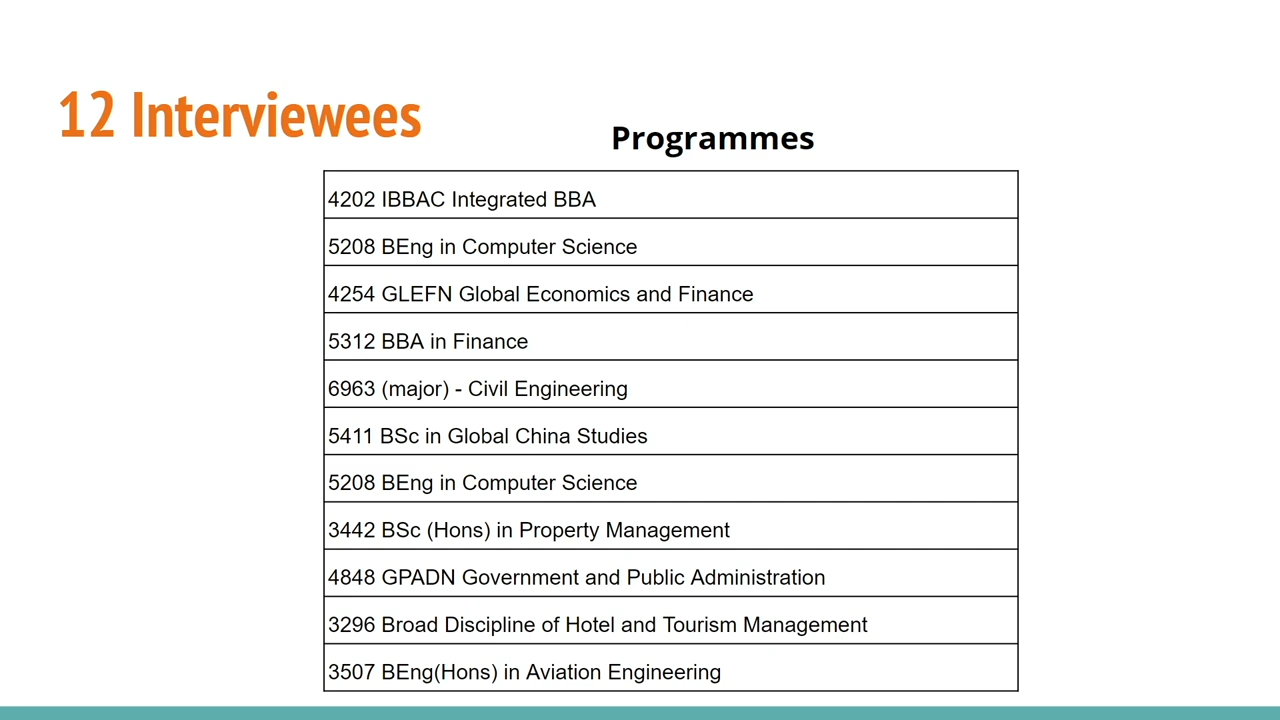 12 Interviewees
Programmes
4202 IBBAC Integrated BBA
5208 BEng in Computer Science
4254 GLEFN Global Economics and Finance
5312 BBA in Finance
6963 (major) - Civil Engineering
5411 BSc in Global China Studies
5208 BEng in Computer Science
3442 BSc (Hons) in Property Management
4848 GPADN Government and Public Administration
3296 Broad Discipline of Hotel and Tourism Management
3507 BEng(Hons) in Aviation Engineering